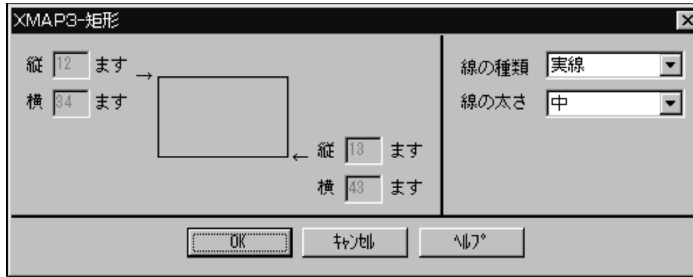 XMAP3-矩形
縦 12 ます →
横 34 ます
← 縦 13 ます
横 43 ます
線の種類 実線
線の太さ 中
OK ｷｬﾝｾﾙ ﾍﾙﾌﾟ